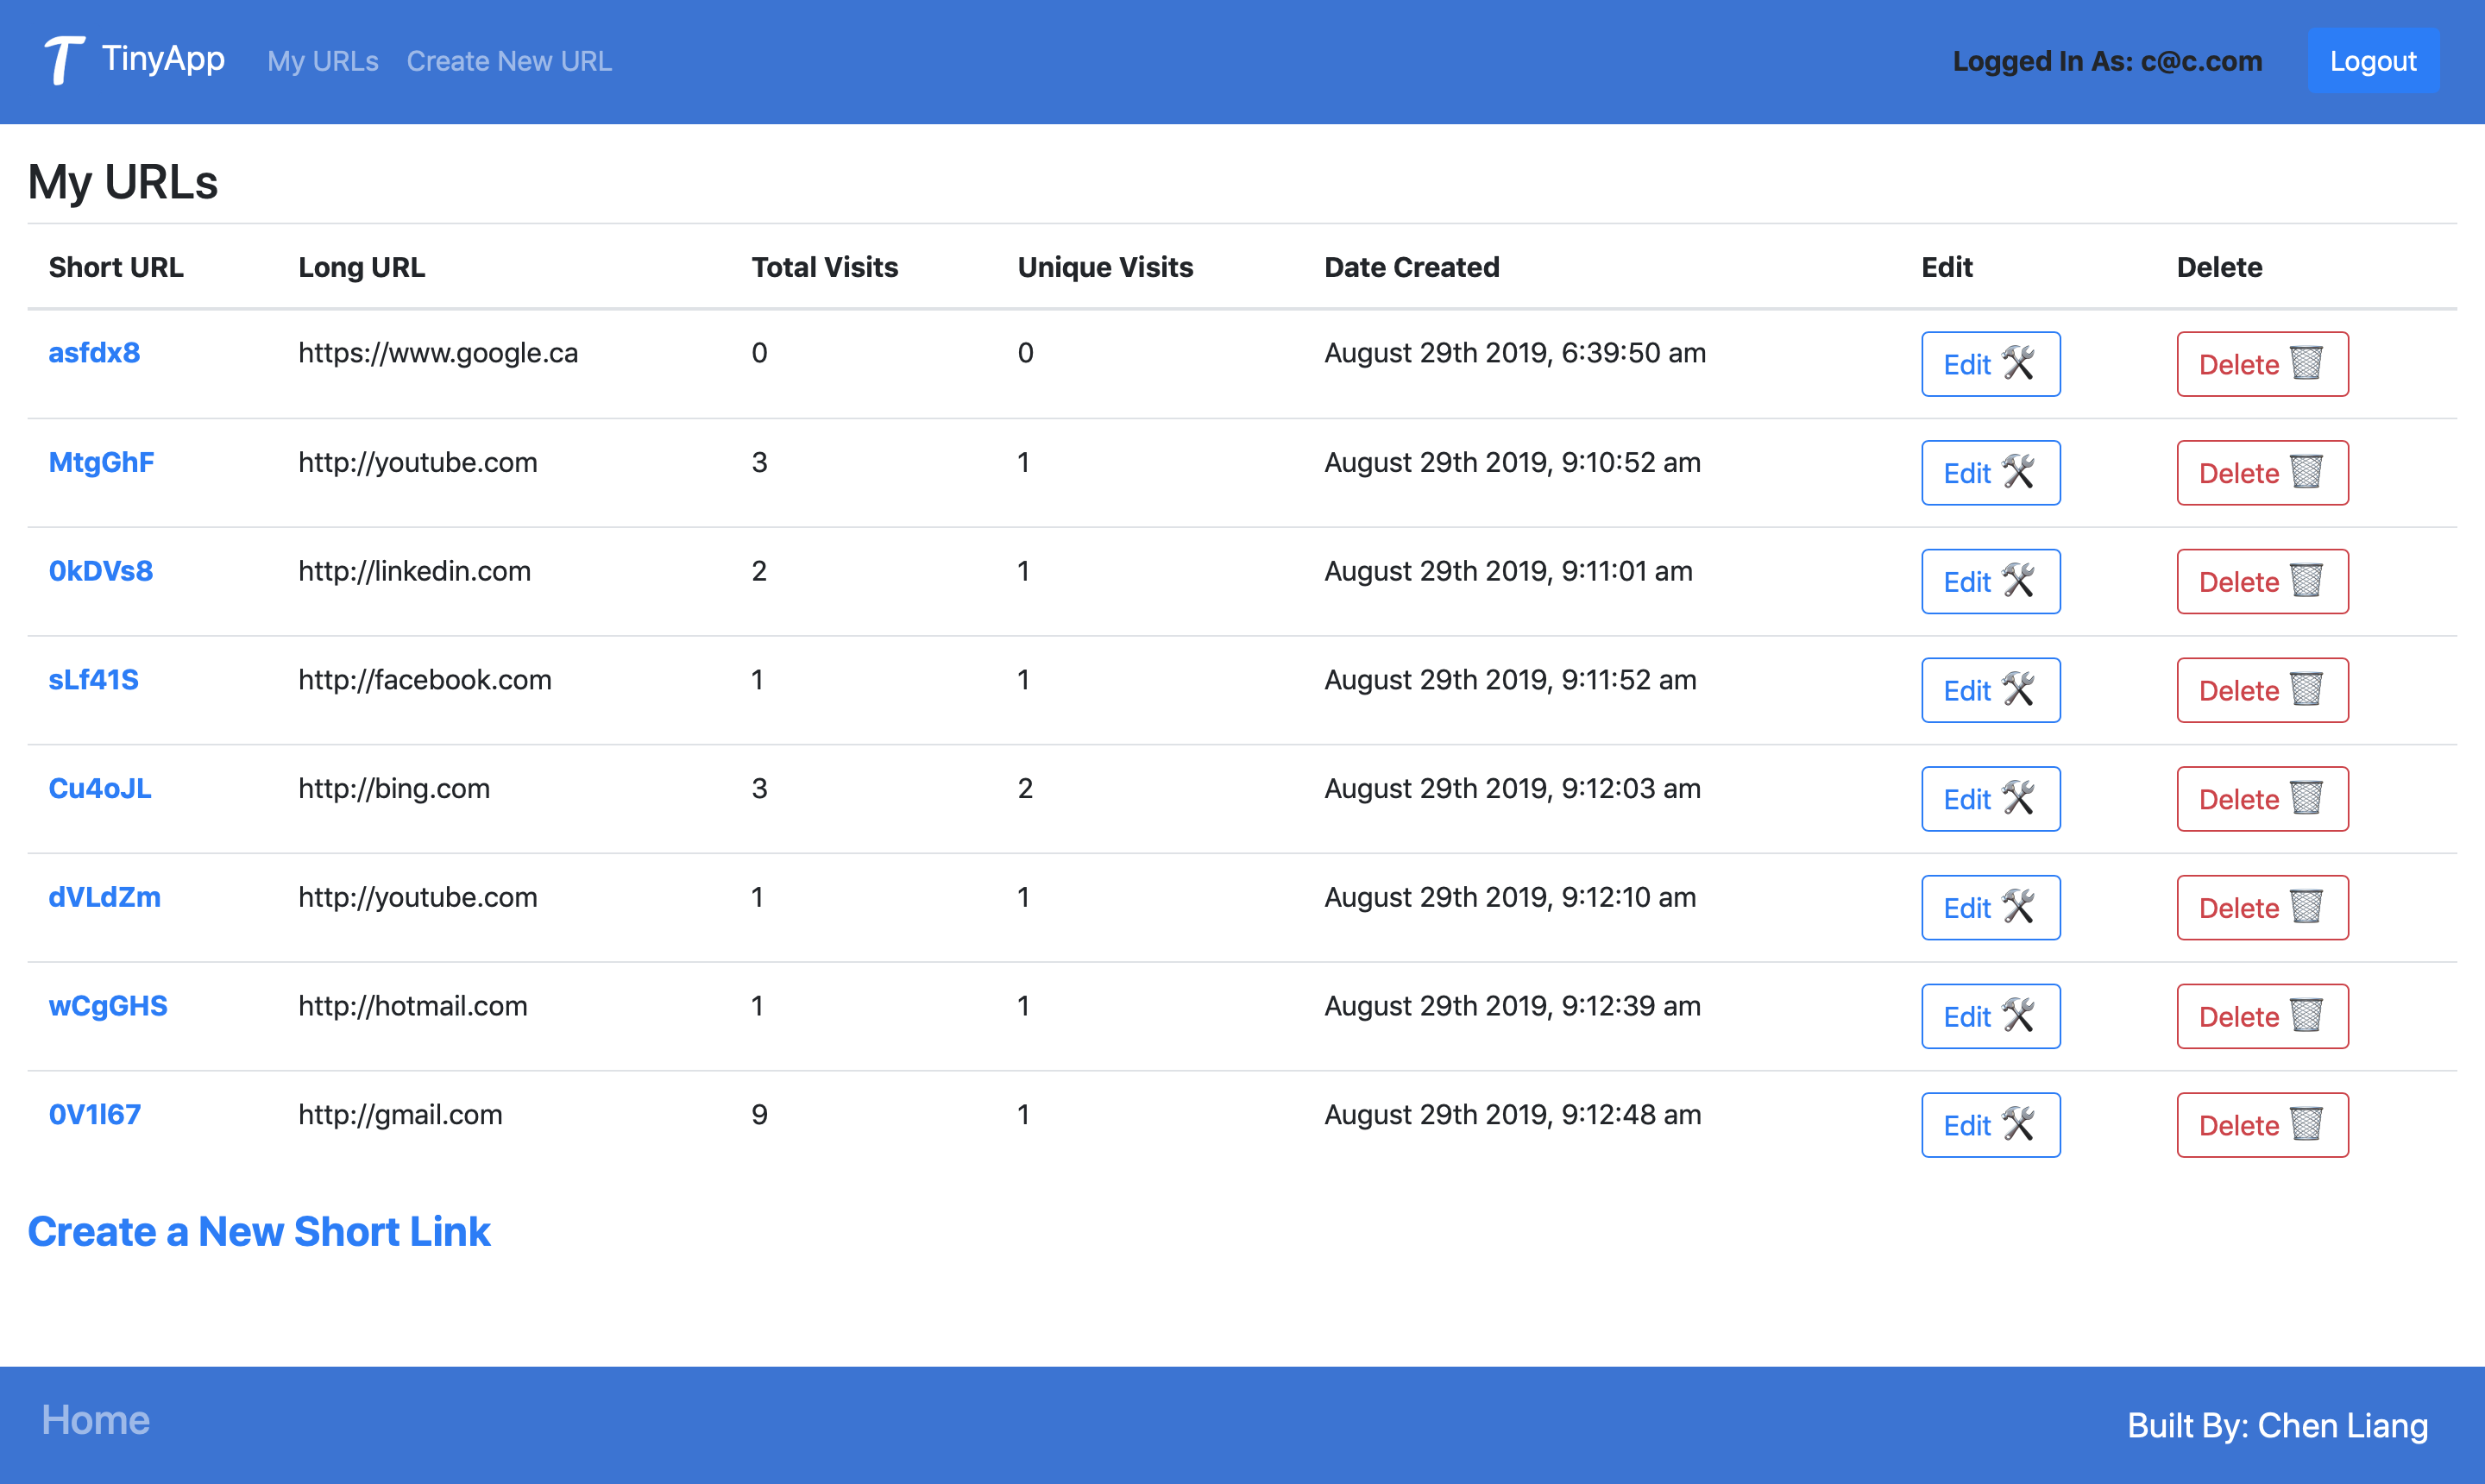 TinyApp My URLs Create New URL Logged In As: c@c.com Logout
My URLs
Short URL Long URL Total Visits Unique Visits Date Created Edit Delete
asfdx8 https://www.google.ca 0 0 August 29th 2019, 6:39:50 am Edit Delete
MtgGhF http://youtube.com 3 1 August 29th 2019, 9:10:52 am Edit Delete
0kDVs8 http://linkedin.com 2 1 August 29th 2019, 9:11:01 am Edit Delete
sLf41S http://facebook.com 1 1 August 29th 2019, 9:11:52 am Edit Delete
Cu4oJL http://bing.com 3 2 August 29th 2019, 9:12:03 am Edit Delete
dVLdZm http://youtube.com 1 1 August 29th 2019, 9:12:10 am Edit Delete
wCgGHS http://hotmail.com 1 1 August 29th 2019, 9:12:39 am Edit Delete
0V1l67 http://gmail.com 9 1 August 29th 2019, 9:12:48 am Edit Delete
Create a New Short Link
Home Built By: Chen Liang